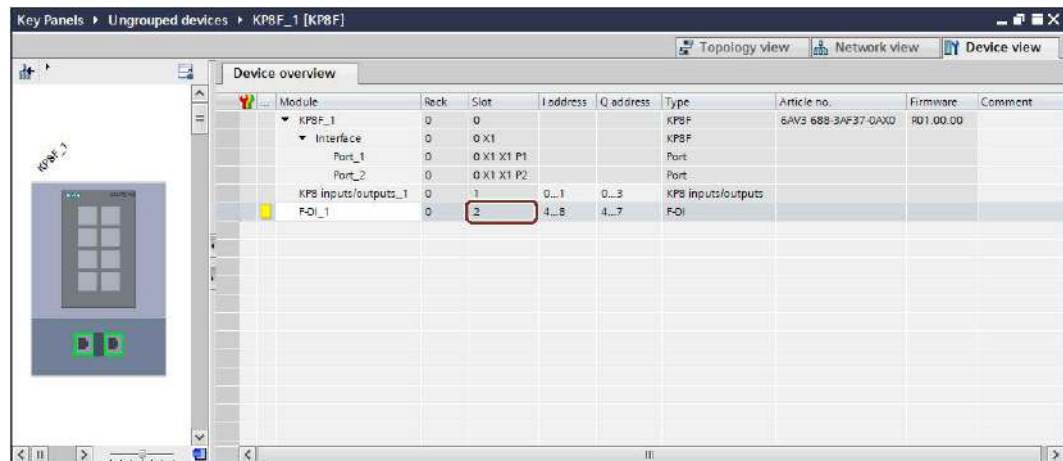 Key Panels ▸ Ungrouped devices ▸ KP8F_1 [KP8F]
Topology view Network view Device view
Device overview
... Module Rack Slot I address Q address Type Article no. Firmware Comment
KP8F_1 0 0 KP8F 6AV3 688-3AF37-0AX0 R01.00.00
Interface 0 0 X1 KP8F
Port_1 0 0 X1 X1 P1 Port
Port_2 0 0 X1 X1 P2 Port
KP8 inputs/outputs_1 0 1 0...1 0...3 KP8 inputs/outputs
F-DI_1 0 2 4...8 4...7 F-DI
KP8F_1